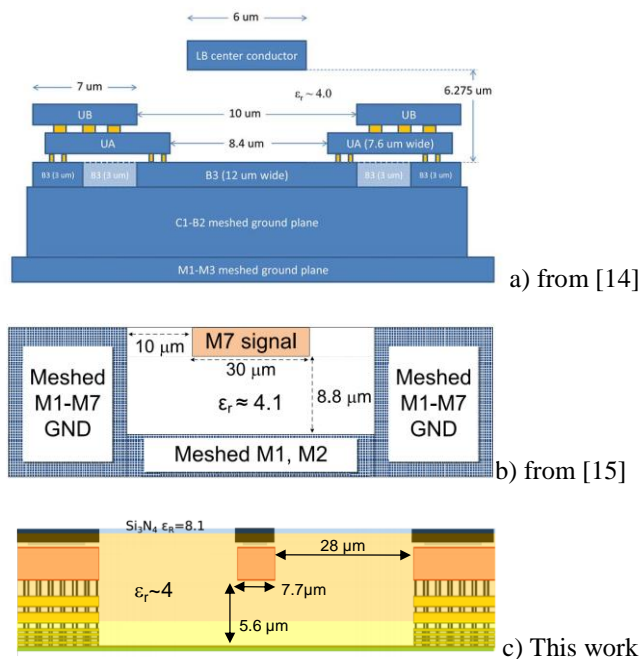 6 um
LB center conductor
7 um
εr ~ 4.0
6.275 um
UB
10 um
UB
UA
8.4 um
UA (7.6 um wide)
B3 (3 um)
B3 (3 um)
B3 (12 um wide)
B3 (3 um)
B3 (3 um)
C1-B2 meshed ground plane
M1-M3 meshed ground plane
a) from [14]
M7 signal
10 μm
30 μm
Meshed
M1-M7
GND
εr ≈ 4.1
8.8 μm
Meshed
M1-M7
GND
Meshed M1, M2
b) from [15]
Si3N4 εR=8.1
28 μm
εr~4
7.7μm
5.6 μm
c) This work